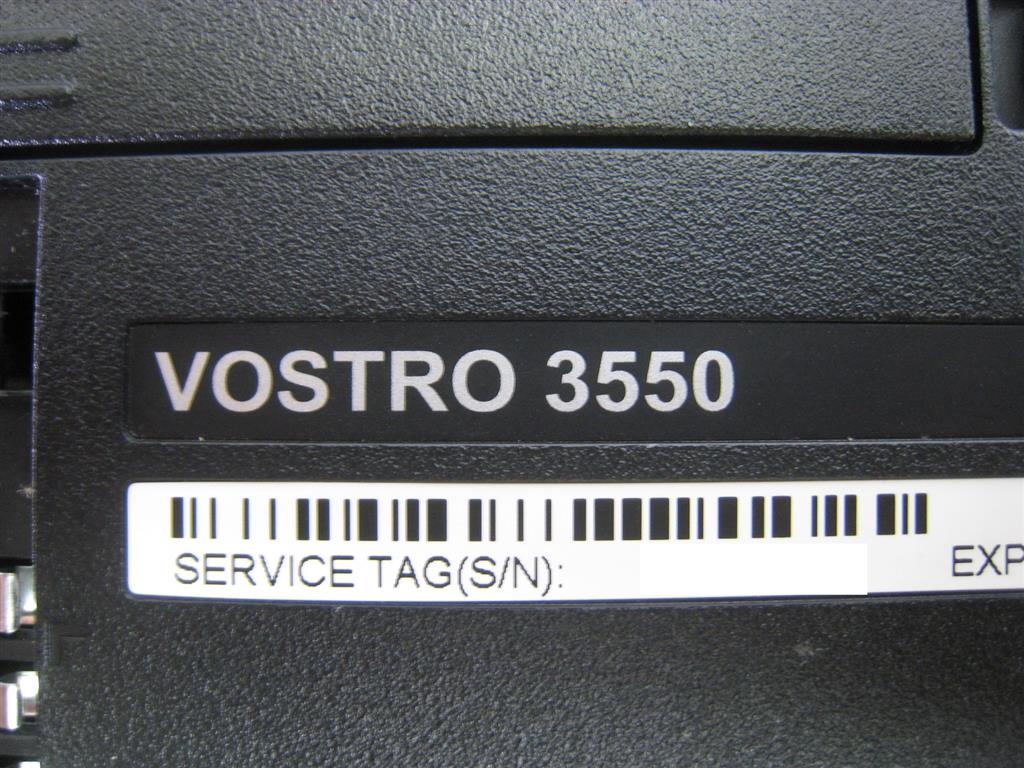 VOSTRO 3550
SERVICE TAG(S/N):
EXP